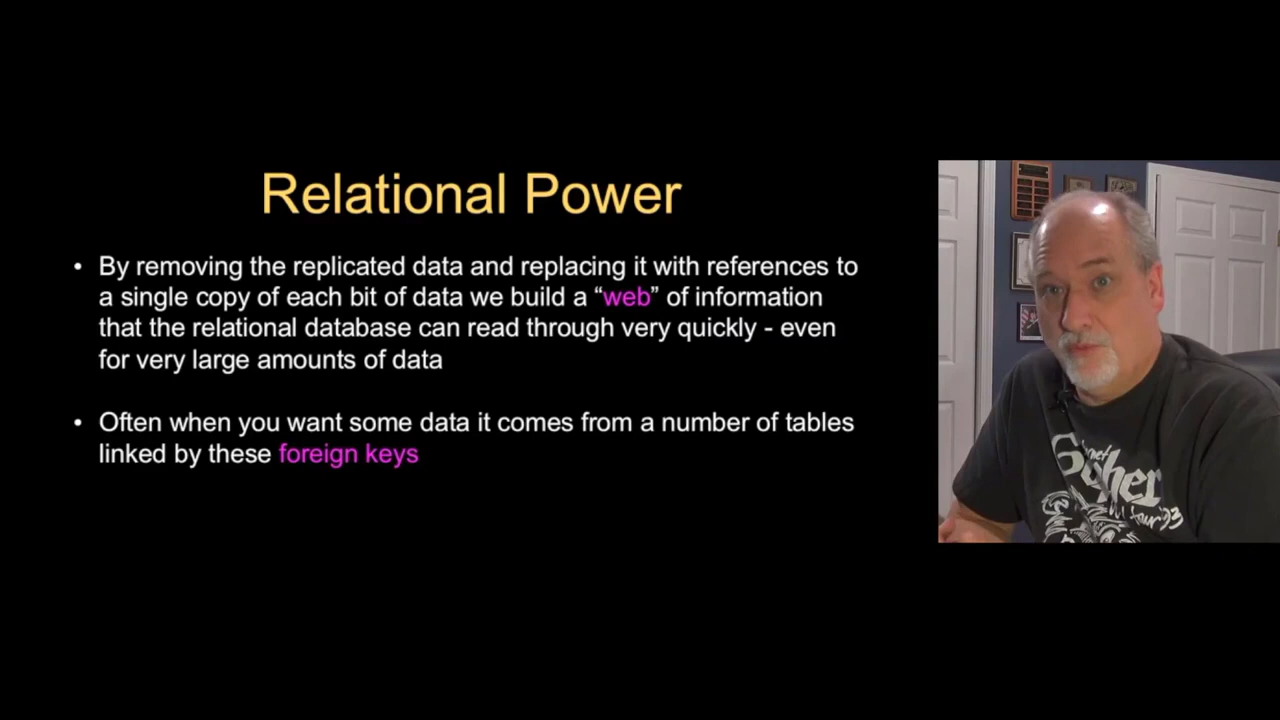 Relational Power
• By removing the replicated data and replacing it with references to
a single copy of each bit of data we build a “web” of information
that the relational database can read through very quickly - even
for very large amounts of data
• Often when you want some data it comes from a number of tables
linked by these foreign keys